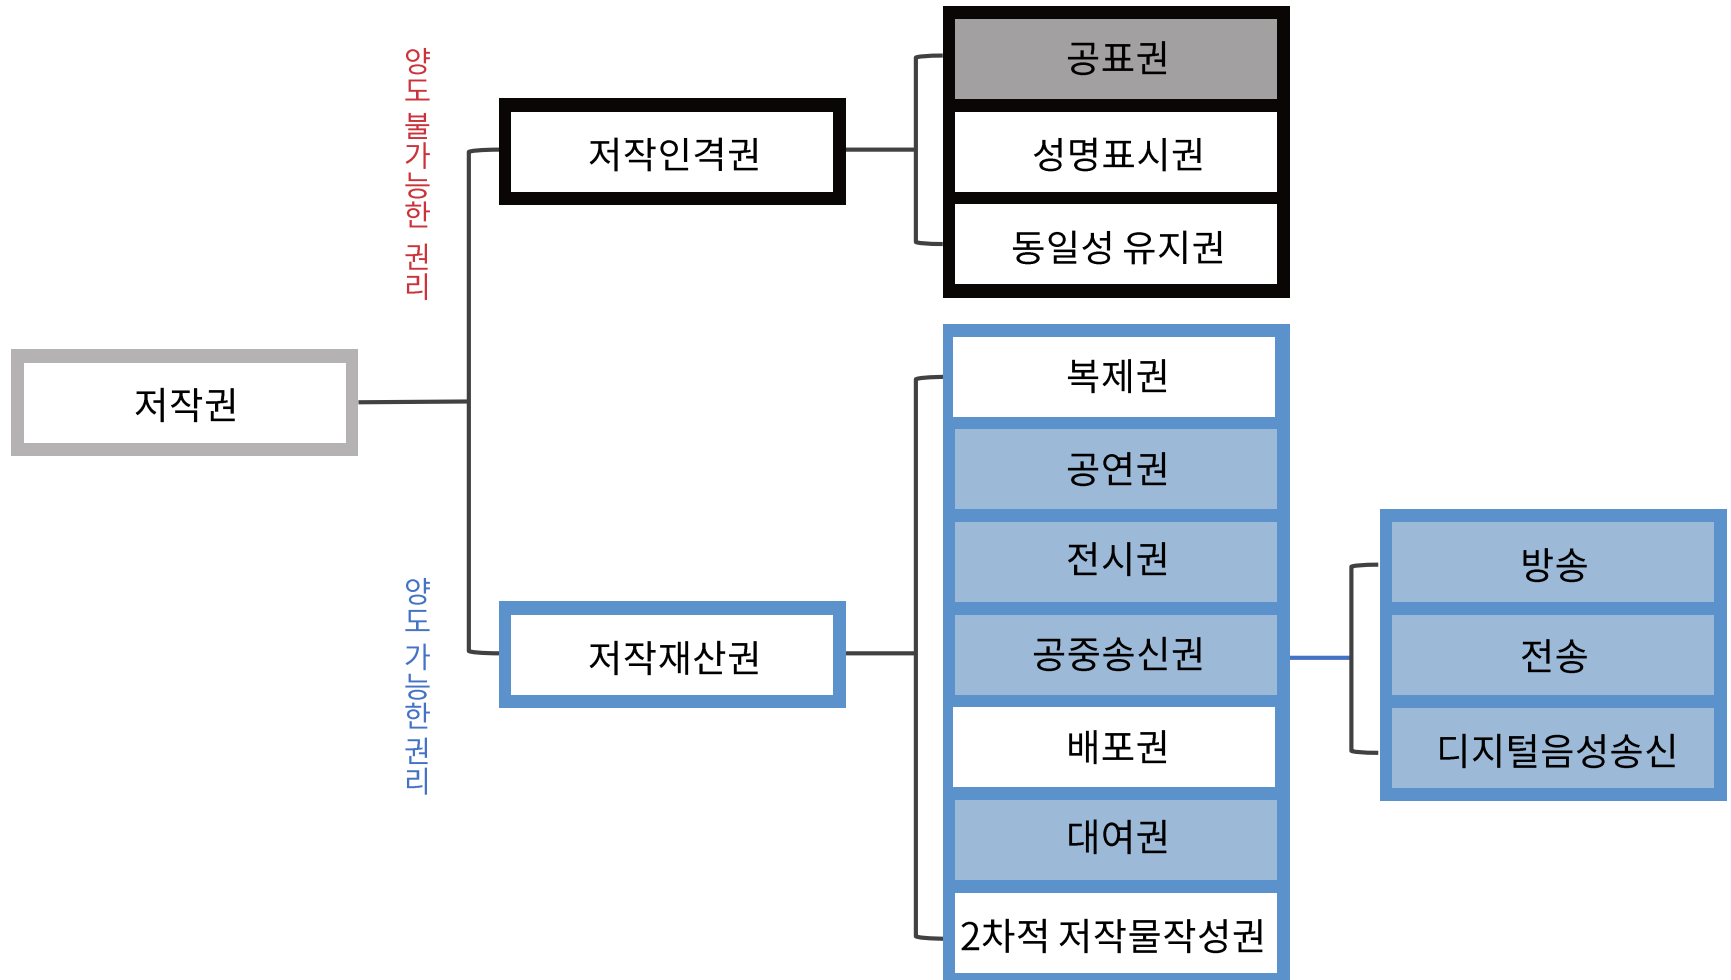 저작권
양도 불가능한 권리
저작인격권
공표권
성명표시권
동일성 유지권
양도 가능한 권리
저작재산권
복제권
공연권
전시권
공중송신권
배포권
대여권
2차적 저작물작성권
방송
전송
디지털음성송신